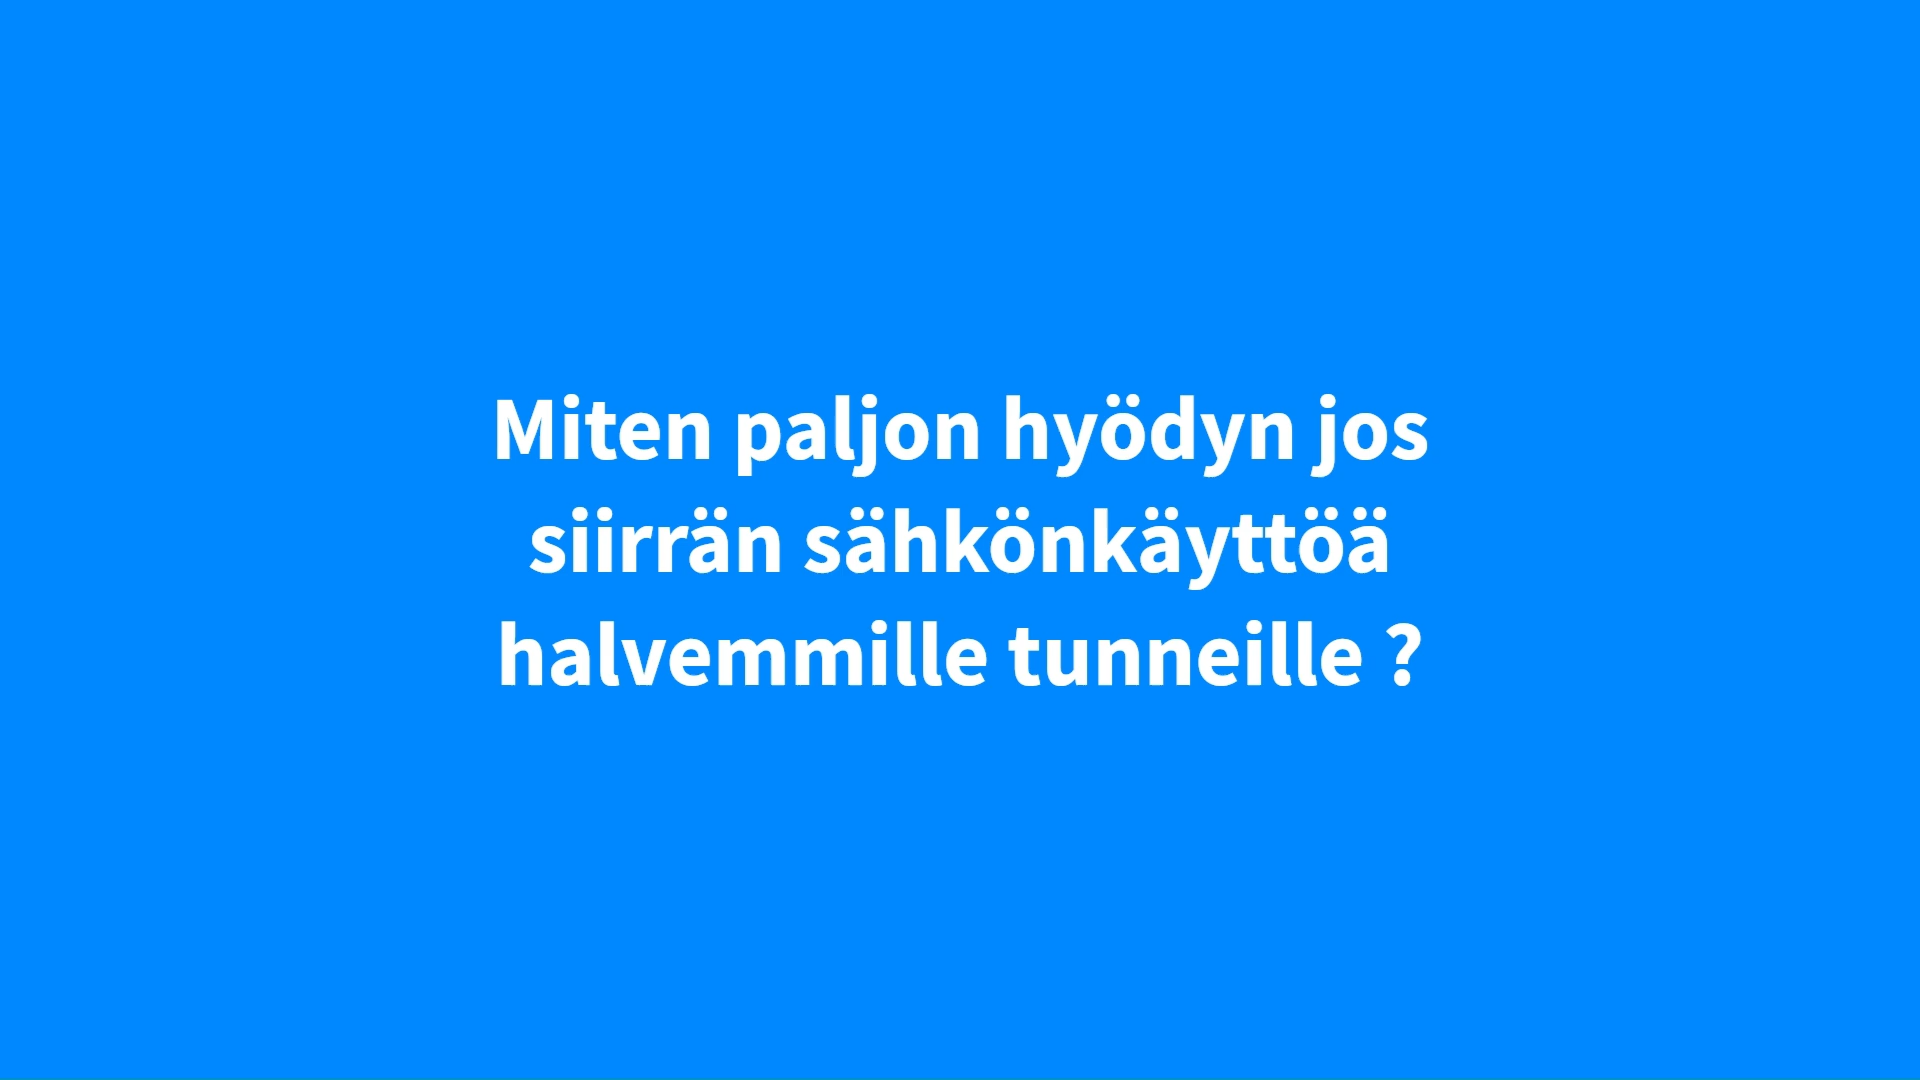 Miten paljon hyödyn jos
siirrän sähkönkäyttöä
halvemmille tunneille ?